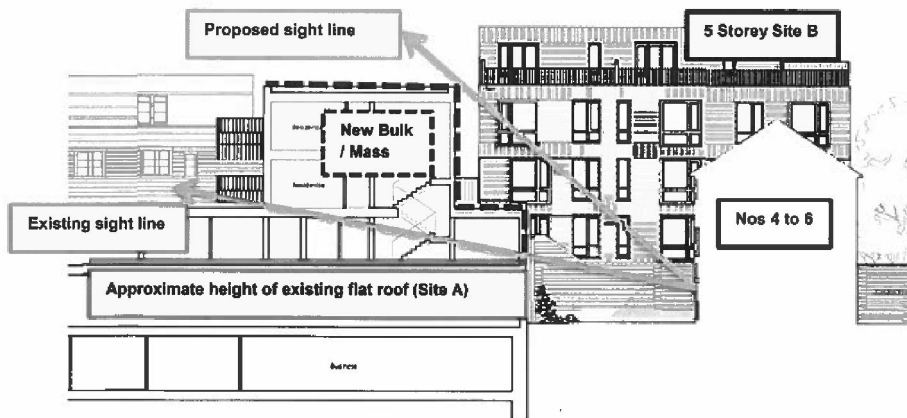 Proposed sight line
5 Storey Site B
New Bulk
/ Mass
Existing sight line
Nos 4 to 6
Approximate height of existing flat roof (Site A)
Business